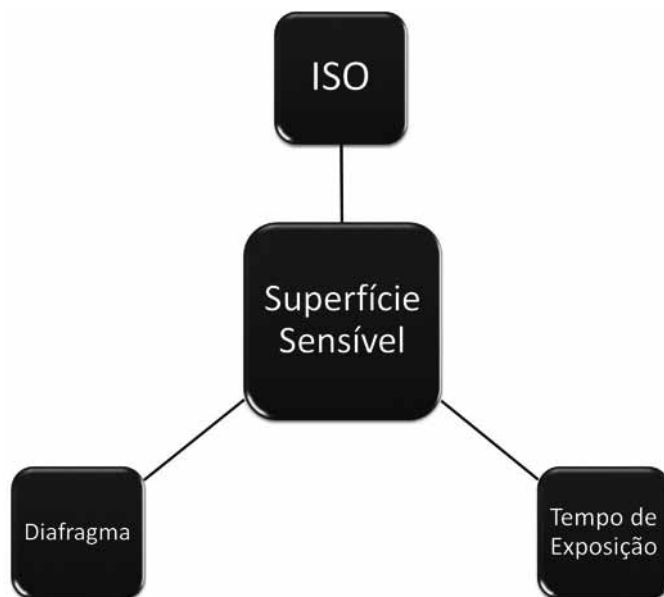 ISO
Superfície
Sensível
Diafragma
Tempo de
Exposição